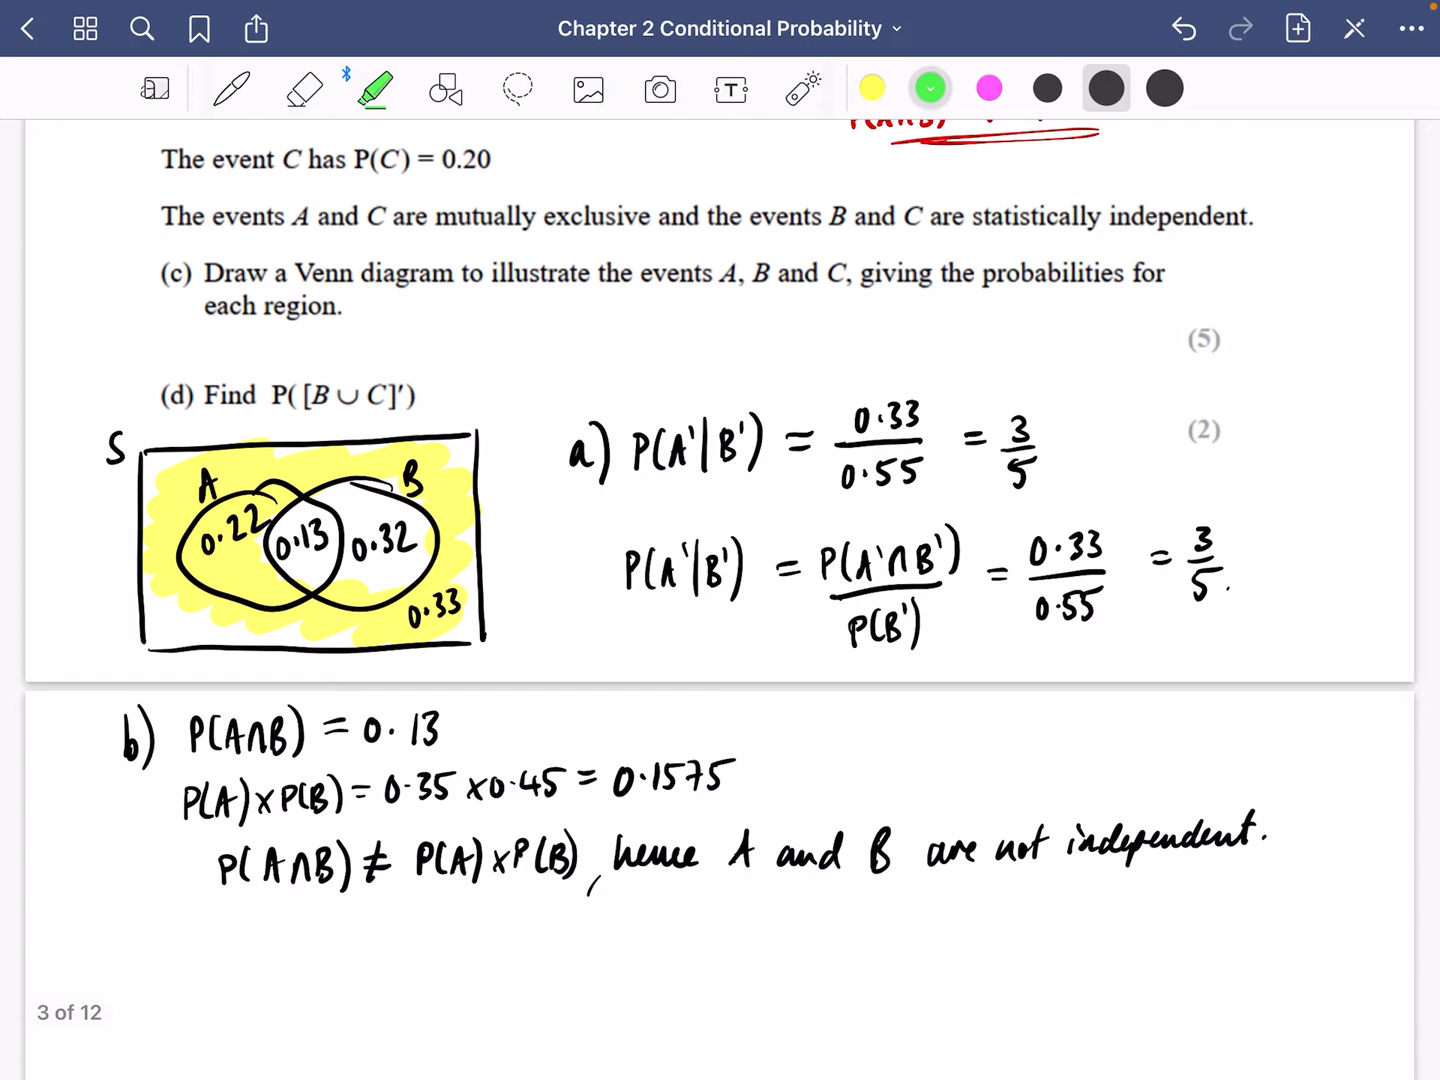 Chapter 2 Conditional Probability
The event C has P(C) = 0.20
The events A and C are mutually exclusive and the events B and C are statistically independent.
(c) Draw a Venn diagram to illustrate the events A, B and C, giving the probabilities for
each region.
(5)
(d) Find P( [B ∪ C]′)
(2)
S
A
B
0.22
0.13
0.32
0.33
a) P(A'|B') = 0.33/0.55 = 3/5
P(A'|B') = P(A'∩B')/P(B') = 0.33/0.55 = 3/5.
b) P(A∩B) = 0.13
P(A)×P(B) = 0.35 ×0.45 = 0.1575
P(A∩B) ≠ P(A)×P(B), hence A and B are not independent.
3 of 12